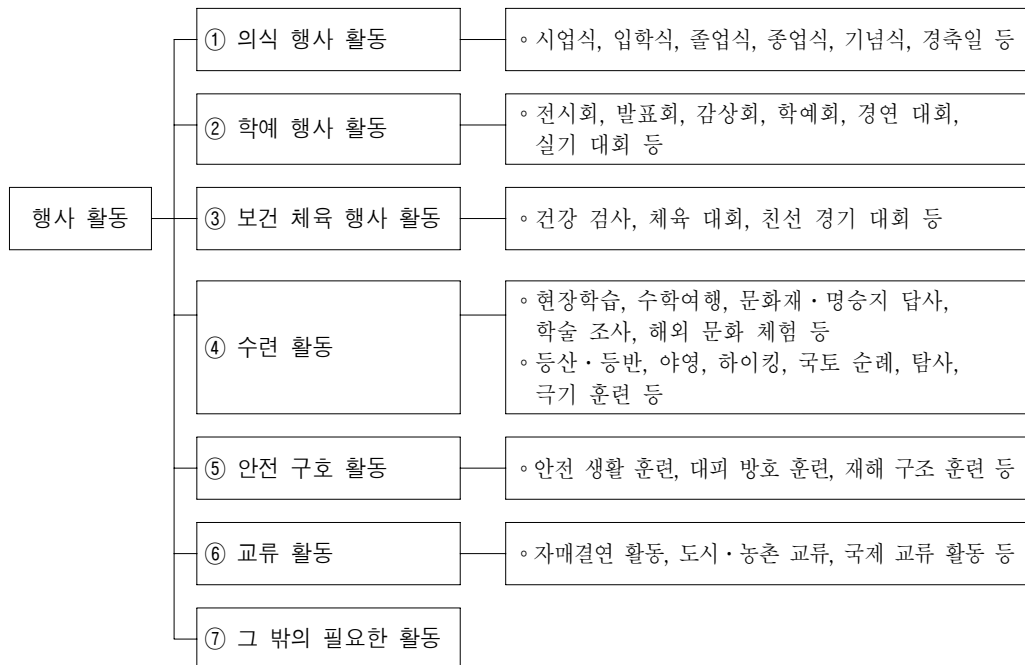 ① 의식 행사 활동
◦시업식, 입학식, 졸업식, 종업식, 기념식, 경축일 등
② 학예 행사 활동
◦전시회, 발표회, 감상회, 학예회, 경연 대회,
실기 대회 등
행사 활동
③ 보건 체육 행사 활동
◦건강 검사, 체육 대회, 친선 경기 대회 등
④ 수련 활동
◦현장학습, 수학여행, 문화재·명승지 답사,
학술 조사, 해외 문화 체험 등
◦등산·등반, 야영, 하이킹, 국토 순례, 탐사,
극기 훈련 등
⑤ 안전 구호 활동
◦안전 생활 훈련, 대피 방호 훈련, 재해 구조 훈련 등
⑥ 교류 활동
◦자매결연 활동, 도시·농촌 교류, 국제 교류 활동 등
⑦ 그 밖의 필요한 활동